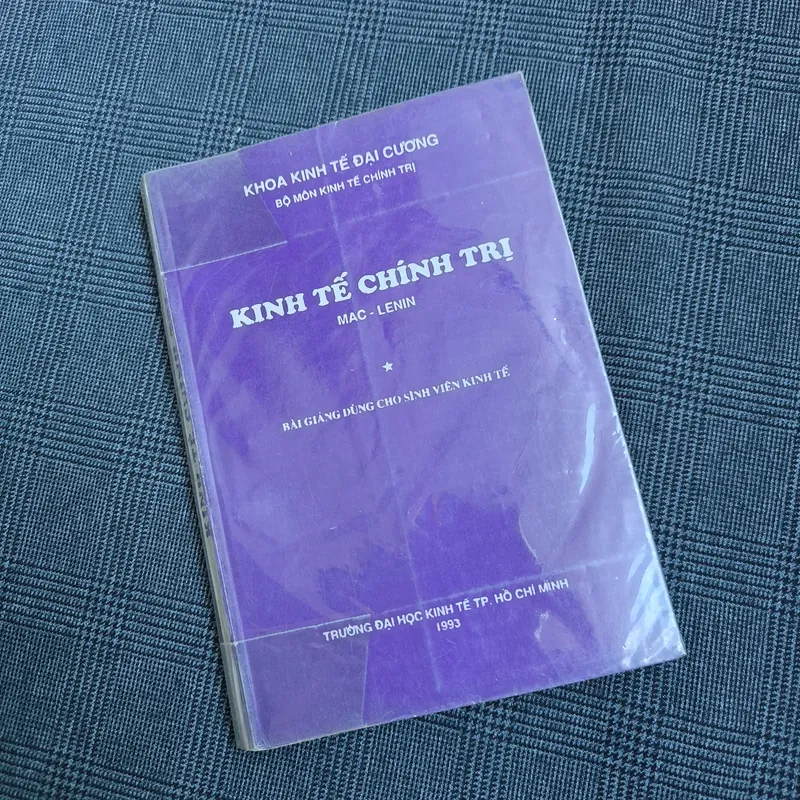 KHOA KINH TẾ ĐẠI CƯƠNG
BỘ MÔN KINH TẾ CHÍNH TRỊ
KINH TẾ CHÍNH TRỊ
MAC - LENIN
BÀI GIẢNG DÙNG CHO SINH VIÊN KINH TẾ
TRƯỜNG ĐẠI HỌC KINH TẾ TP. HỒ CHÍ MINH
1993